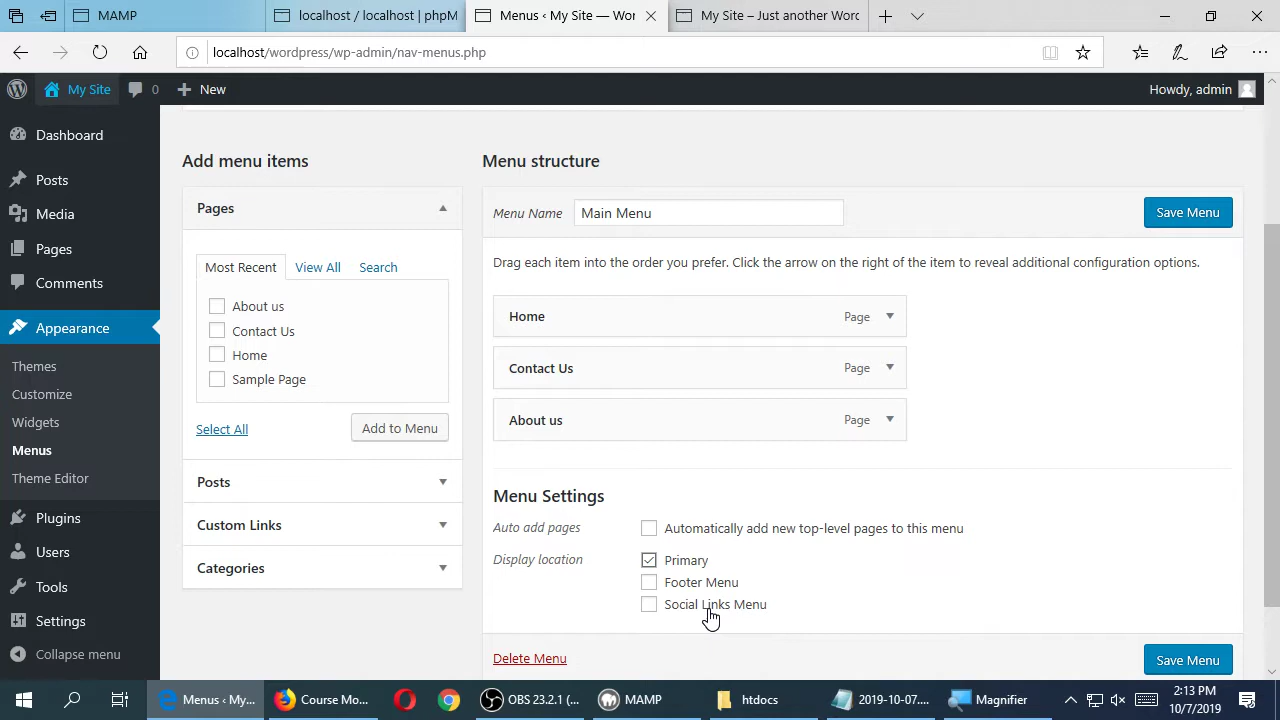 MAMP
localhost / localhost | phpM
Menus ‹ My Site — Wor
My Site – Just another Word
localhost/wordpress/wp-admin/nav-menus.php
My Site
0
New
Howdy, admin
Dashboard
Posts
Media
Pages
Comments
Appearance
Themes
Customize
Widgets
Menus
Theme Editor
Plugins
Users
Tools
Settings
Collapse menu
Add menu items
Pages
Most Recent
View All
Search
About us
Contact Us
Home
Sample Page
Select All
Add to Menu
Posts
Custom Links
Categories
Menu structure
Menu Name
Main Menu
Save Menu
Drag each item into the order you prefer. Click the arrow on the right of the item to reveal additional configuration options.
Home
Page
Contact Us
Page
About us
Page
Menu Settings
Auto add pages
Automatically add new top-level pages to this menu
Display location
Primary
Footer Menu
Social Links Menu
Delete Menu
Save Menu
Menus ‹ My...
Course Mo...
OBS 23.2.1 (...
MAMP
htdocs
2019-10-07....
Magnifier
2:13 PM
10/7/2019